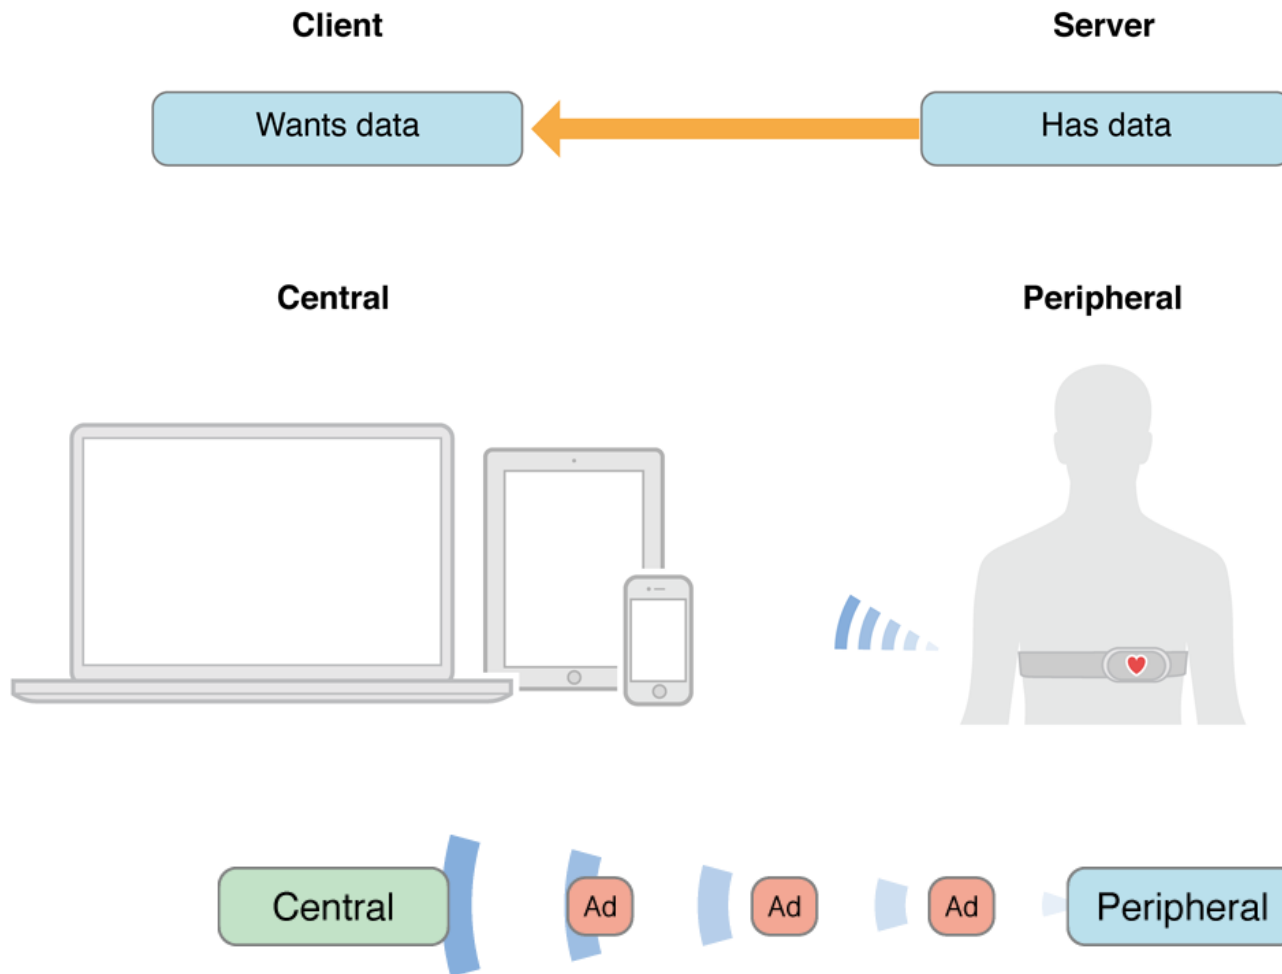 Client
Server
Wants data
Has data
Central
Peripheral
Central
Ad
Ad
Ad
Peripheral